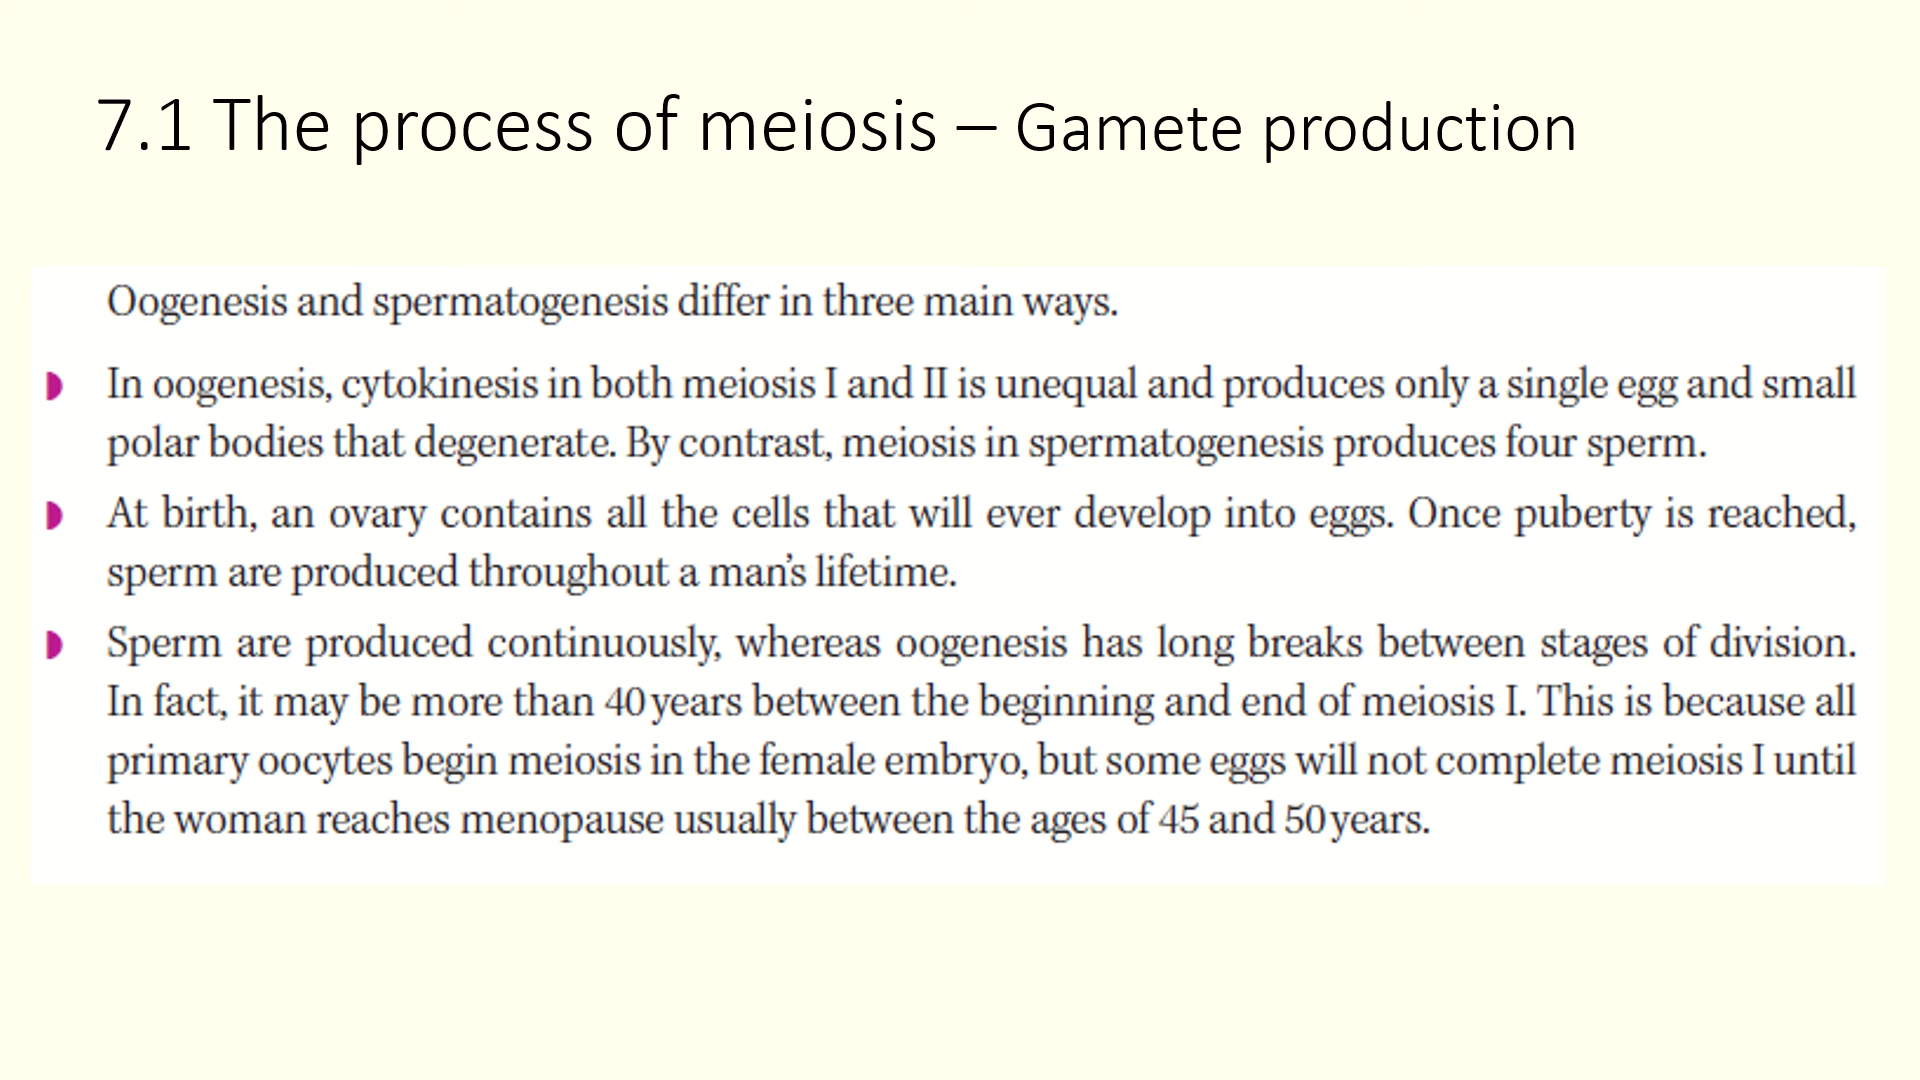 7.1 The process of meiosis – Gamete production
Oogenesis and spermatogenesis differ in three main ways.
In oogenesis, cytokinesis in both meiosis I and II is unequal and produces only a single egg and small
polar bodies that degenerate. By contrast, meiosis in spermatogenesis produces four sperm.
At birth, an ovary contains all the cells that will ever develop into eggs. Once puberty is reached,
sperm are produced throughout a man’s lifetime.
Sperm are produced continuously, whereas oogenesis has long breaks between stages of division.
In fact, it may be more than 40 years between the beginning and end of meiosis I. This is because all
primary oocytes begin meiosis in the female embryo, but some eggs will not complete meiosis I until
the woman reaches menopause usually between the ages of 45 and 50 years.